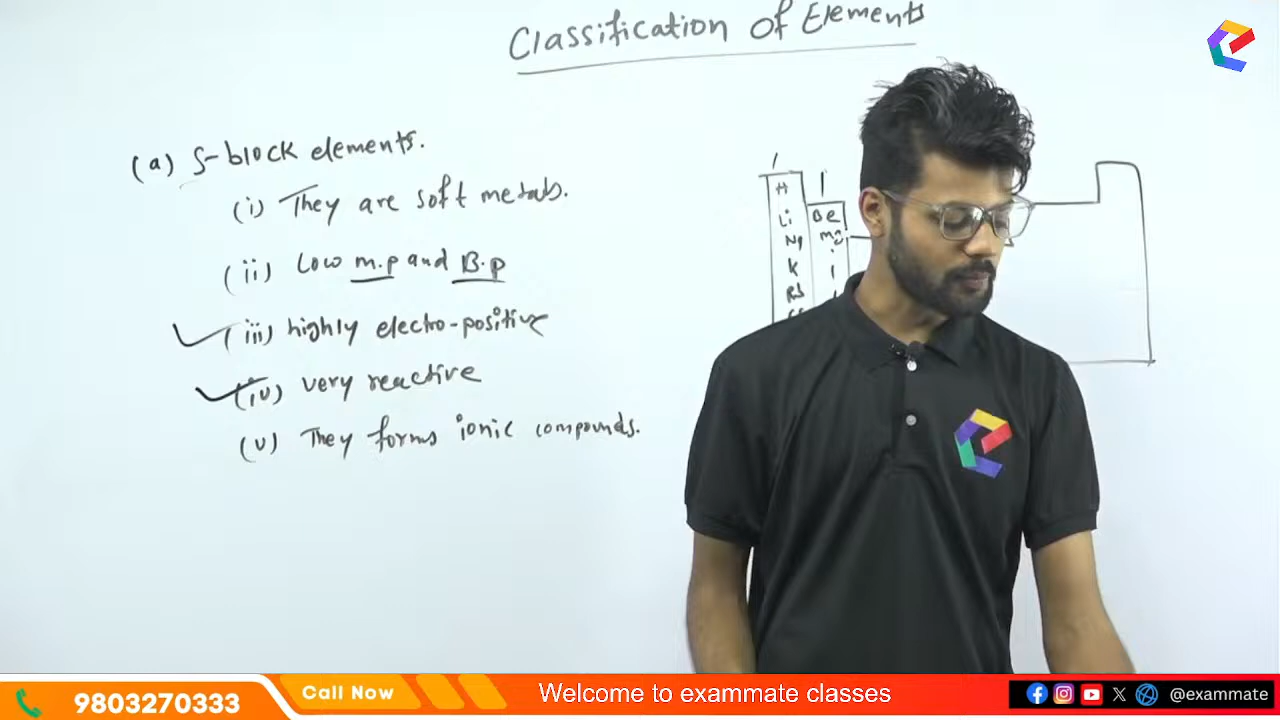 Classification of Elements
(a) S-block elements.
(i) They are soft metals.
(ii) Low m.p and B.p
(iii) highly electro-positive
(iv) very reactive
(v) They forms ionic compounds.
1
H
Li
Na
K
Rb
Be
mg
9803270333
Call Now
Welcome to exammate classes
@exammate